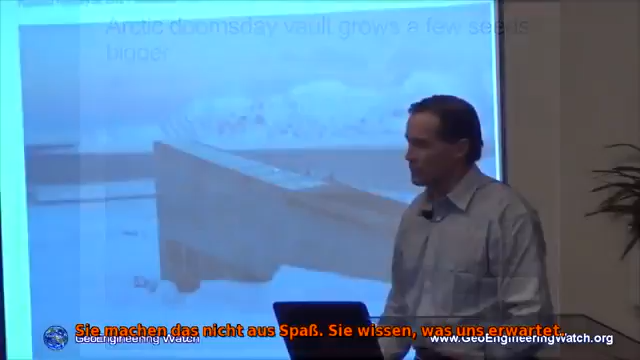 Arctic doomsday vault grows a few seeds
bigger
Sie machen das nicht aus Spaß. Sie wissen, was uns erwartet.
GeoEngineering Watch
www.GeoEngineeringWatch.org